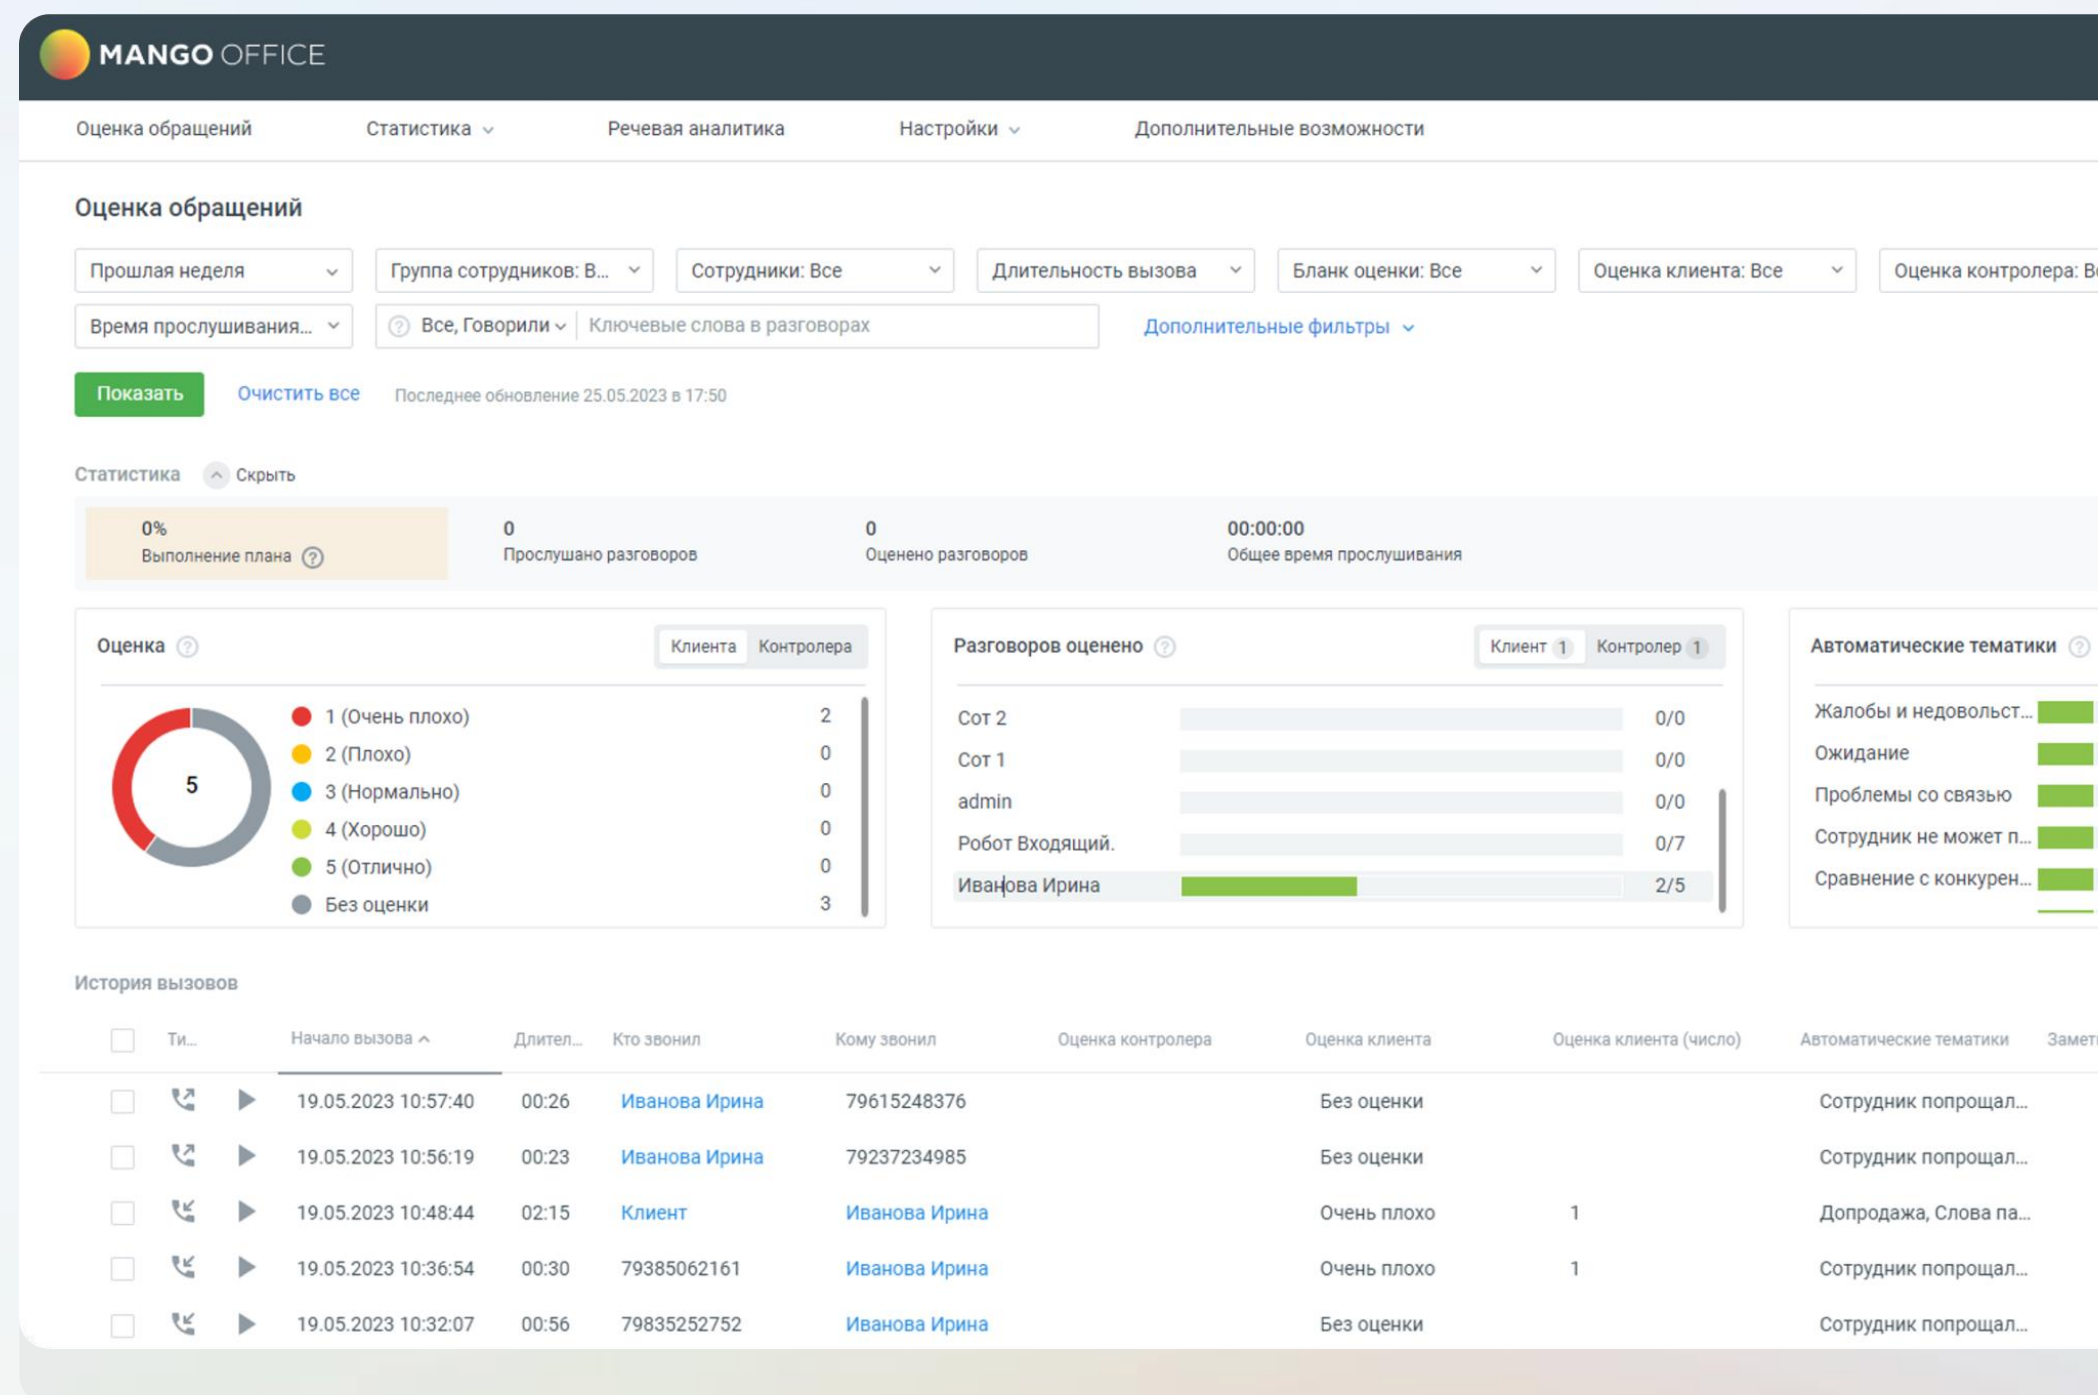 MANGO OFFICE
Оценка обращений Статистика Речевая аналитика Настройки Дополнительные возможности
Оценка обращений
Прошлая неделя Группа сотрудников: В... Сотрудники: Все Длительность вызова Бланк оценки: Все Оценка клиента: Все Оценка контролера: Вс
Время прослушивания... Все, Говорили Ключевые слова в разговорах Дополнительные фильтры
Показать Очистить все Последнее обновление 25.05.2023 в 17:50
Статистика Скрыть
0% 0 0 00:00:00
Выполнение плана ? Прослушано разговоров Оценено разговоров Общее время прослушивания
Оценка ? Клиента Контролера Разговоров оценено ? Клиент 1 Контролер 1 Автоматические тематики ?
5
1 (Очень плохо) 2
2 (Плохо) 0
3 (Нормально) 0
4 (Хорошо) 0
5 (Отлично) 0
Без оценки 3
Сот 2 0/0
Сот 1 0/0
admin 0/0
Робот Входящий. 0/7
Иванова Ирина 2/5
Жалобы и недовольст...
Ожидание
Проблемы со связью
Сотрудник не может п...
Сравнение с конкурен...
История вызовов
Ти... Начало вызова Длител... Кто звонил Кому звонил Оценка контролера Оценка клиента Оценка клиента (число) Автоматические тематики Замет
19.05.2023 10:57:40 00:26 Иванова Ирина 79615248376 Без оценки Сотрудник попрощал...
19.05.2023 10:56:19 00:23 Иванова Ирина 79237234985 Без оценки Сотрудник попрощал...
19.05.2023 10:48:44 02:15 Клиент Иванова Ирина Очень плохо 1 Допродажа, Слова па...
19.05.2023 10:36:54 00:30 79385062161 Иванова Ирина Очень плохо 1 Сотрудник попрощал...
19.05.2023 10:32:07 00:56 79835252752 Иванова Ирина Без оценки Сотрудник попрощал...